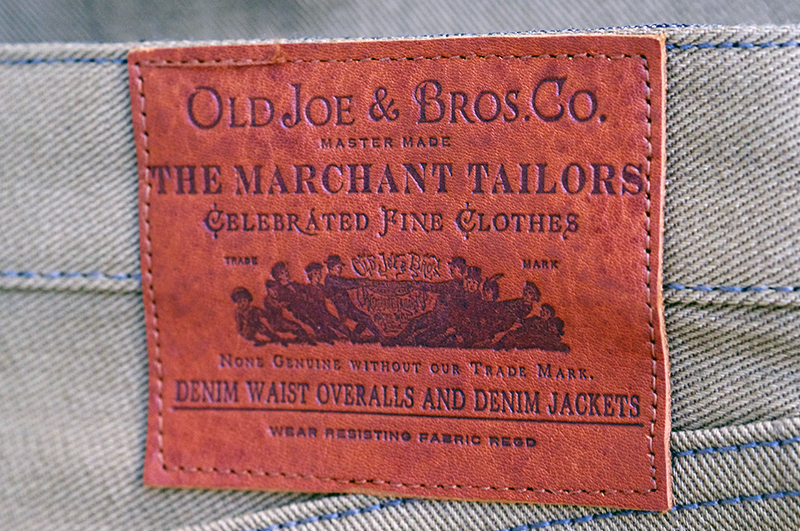 OLD JOE & BROS. CO.
MASTER MADE
THE MARCHANT TAILORS
CELEBRATED FINE CLOTHES
TRADE MARK
NONE GENUINE WITHOUT OUR TRADE MARK.
DENIM WAIST OVERALLS AND DENIM JACKETS
WEAR RESISTING FABRIC REGD